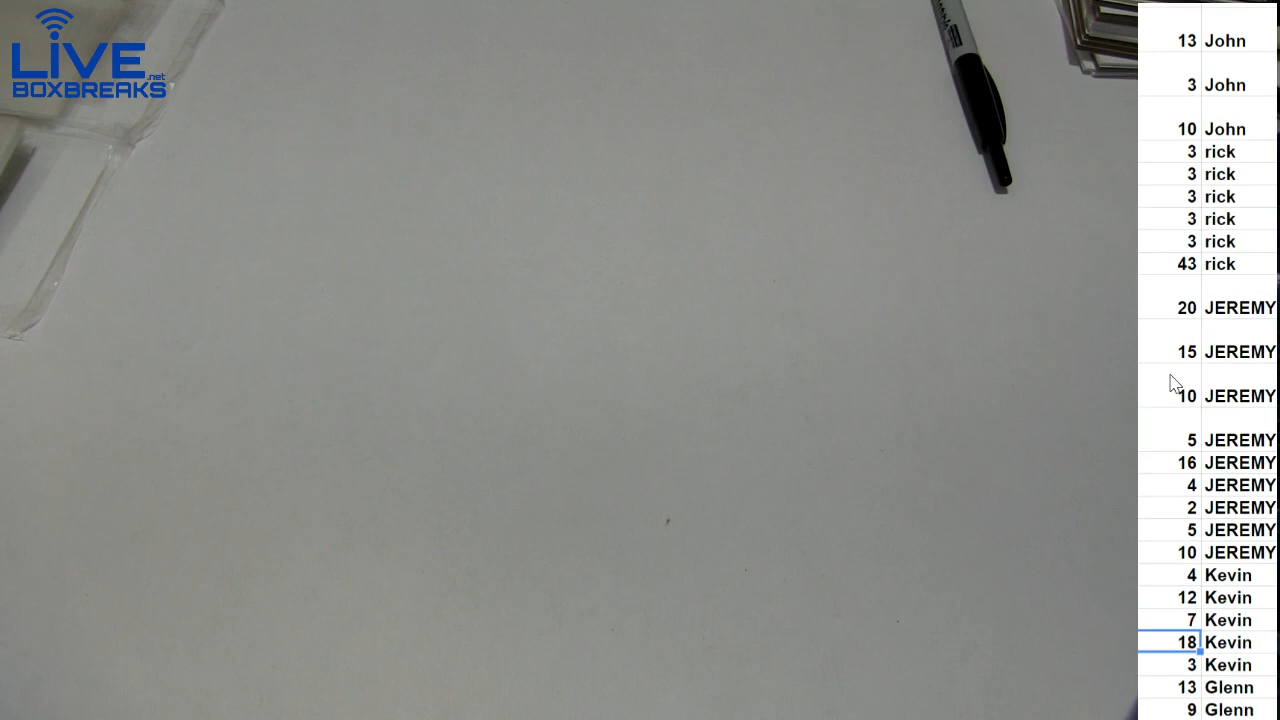 LIVE.net
BOXBREAKS
13 John
3 John
10 John
3 rick
3 rick
3 rick
3 rick
3 rick
43 rick
20 JEREMY
15 JEREMY
10 JEREMY
5 JEREMY
16 JEREMY
4 JEREMY
2 JEREMY
5 JEREMY
10 JEREMY
4 Kevin
12 Kevin
7 Kevin
18 Kevin
3 Kevin
13 Glenn
9 Glenn